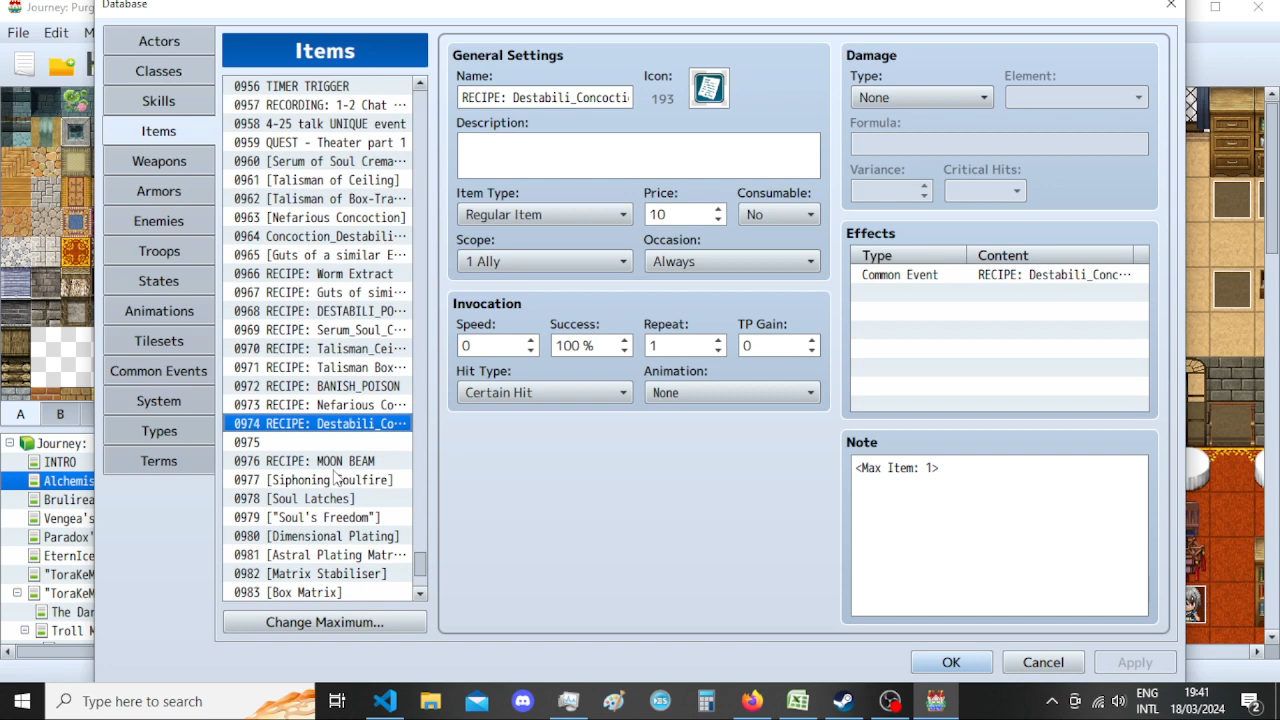 Journey: Purg
Database
File Edit M
Actors
Classes
Skills
Items
Weapons
Armors
Enemies
Troops
States
Animations
Tilesets
Common Events
System
Types
Terms
A B
Journey:
INTRO
Alchemis
Brulirea
Vengea's
Paradox'
EternIce
"ToraKeM
"ToraKeM
The Dar
Troll M
Items
0956 TIMER TRIGGER
0957 RECORDING: 1-2 Chat ···
0958 4-25 talk UNIQUE event
0959 QUEST - Theater part 1
0960 [Serum of Soul Crema···
0961 [Talisman of Ceiling]
0962 [Talisman of Box-Tra···
0963 [Nefarious Concoction]
0964 Concoction_Destabili···
0965 [Guts of a similar E···
0966 RECIPE: Worm Extract
0967 RECIPE: Guts of simi···
0968 RECIPE: DESTABILI_PO···
0969 RECIPE: Serum_Soul_C···
0970 RECIPE: Talisman_Cei···
0971 RECIPE: Talisman Box···
0972 RECIPE: BANISH_POISON
0973 RECIPE: Nefarious Co···
0974 RECIPE: Destabili_Co···
0975
0976 RECIPE: MOON BEAM
0977 [Siphoning Soulfire]
0978 [Soul Latches]
0979 ["Soul's Freedom"]
0980 [Dimensional Plating]
0981 [Astral Plating Matr···
0982 [Matrix Stabiliser]
0983 [Box Matrix]
Change Maximum...
General Settings
Name: Icon:
RECIPE: Destabili_Concocti 193
Description:
Item Type: Price: Consumable:
Regular Item 10 No
Scope: Occasion:
1 Ally Always
Invocation
Speed: Success: Repeat: TP Gain:
0 100 % 1 0
Hit Type: Animation:
Certain Hit None
Damage
Type: Element:
None
Formula:
Variance: Critical Hits:
Effects
Type Content
Common Event RECIPE: Destabili_Conc···
Note
<Max Item: 1>
OK Cancel Apply
Type here to search
ENG 19:41
INTL 18/03/2024
2